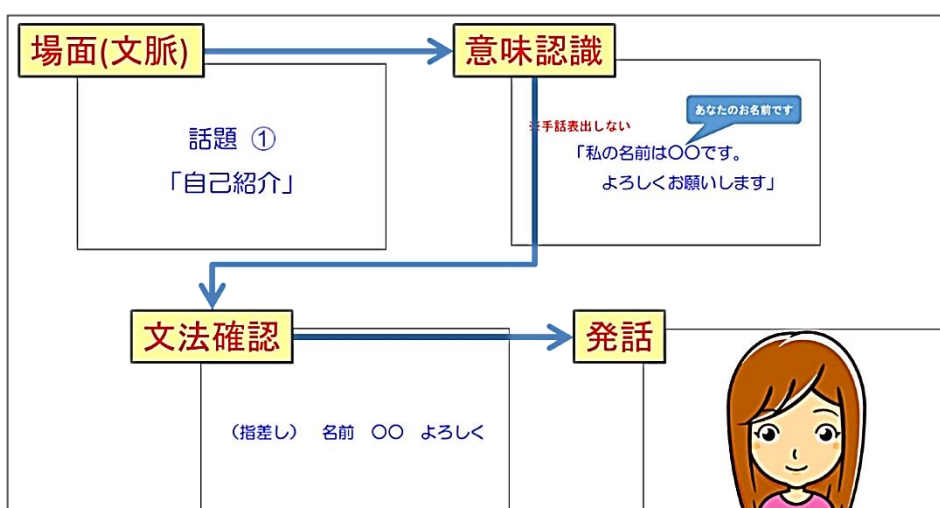 場面(文脈)
話題 ①
「自己紹介」
意味認識
あなたのお名前です
※手話表出しない
「私の名前は〇〇です。
よろしくお願いします」
文法確認
(指差し) 名前 〇〇 よろしく
発話